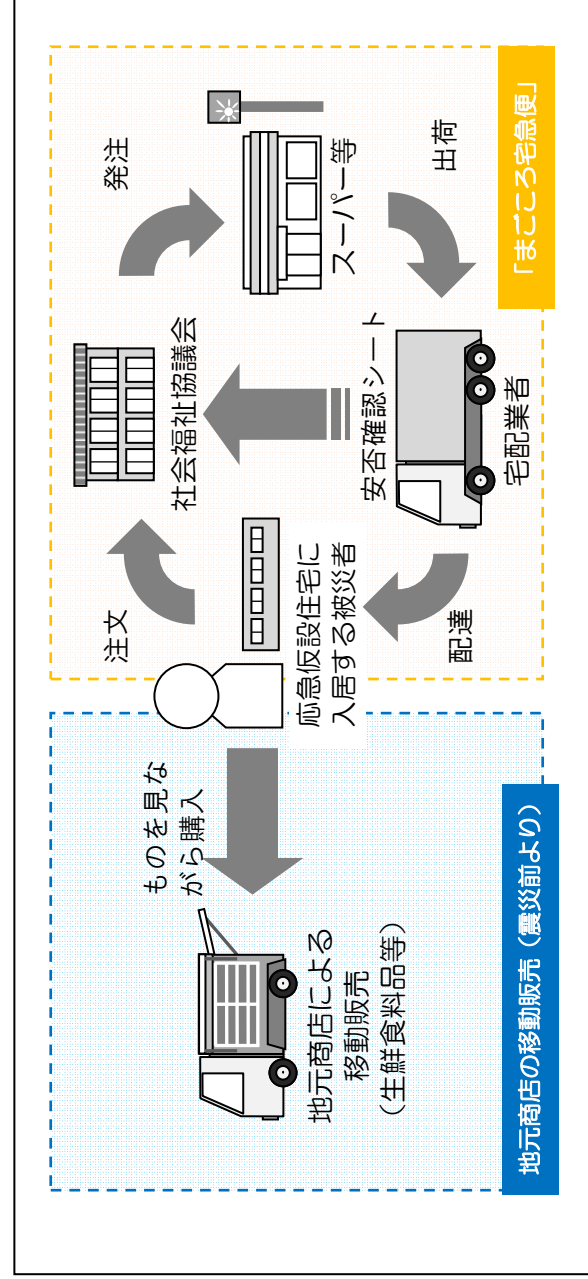 ものを見な
がら購入
地元商店による
移動販売
（生鮮食料品等）
地元商店の移動販売（震災前より）
注文
社会福祉協議会
発注
スーパー等
出荷
安否確認シート
宅配業者
配達
応急仮設住宅に
入居する被災者
「まごころ宅急便」